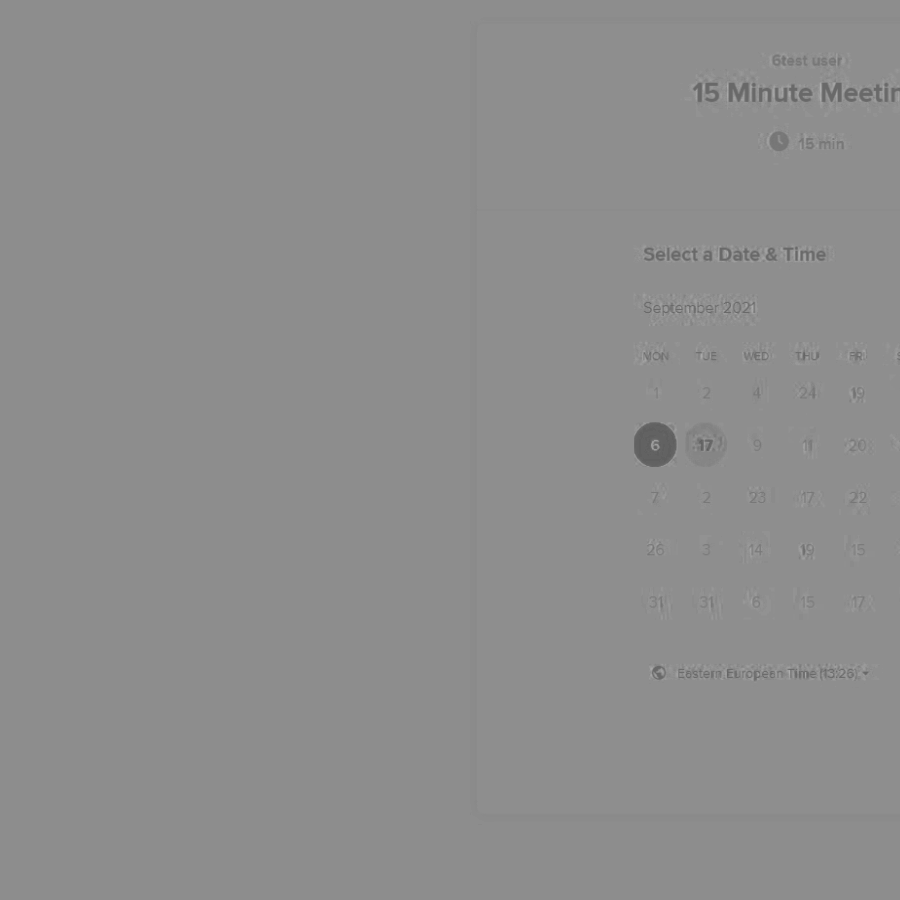 6test user
15 Minute Meetin
15 min
Select a Date & Time
September 2021
MON TUE WED THU FRI
1 2 4 24 19
6 17 9 11 20
7 2 23 17 22
26 3 14 19 15
31 31 6 15 17
Eastern European Time (13:26)